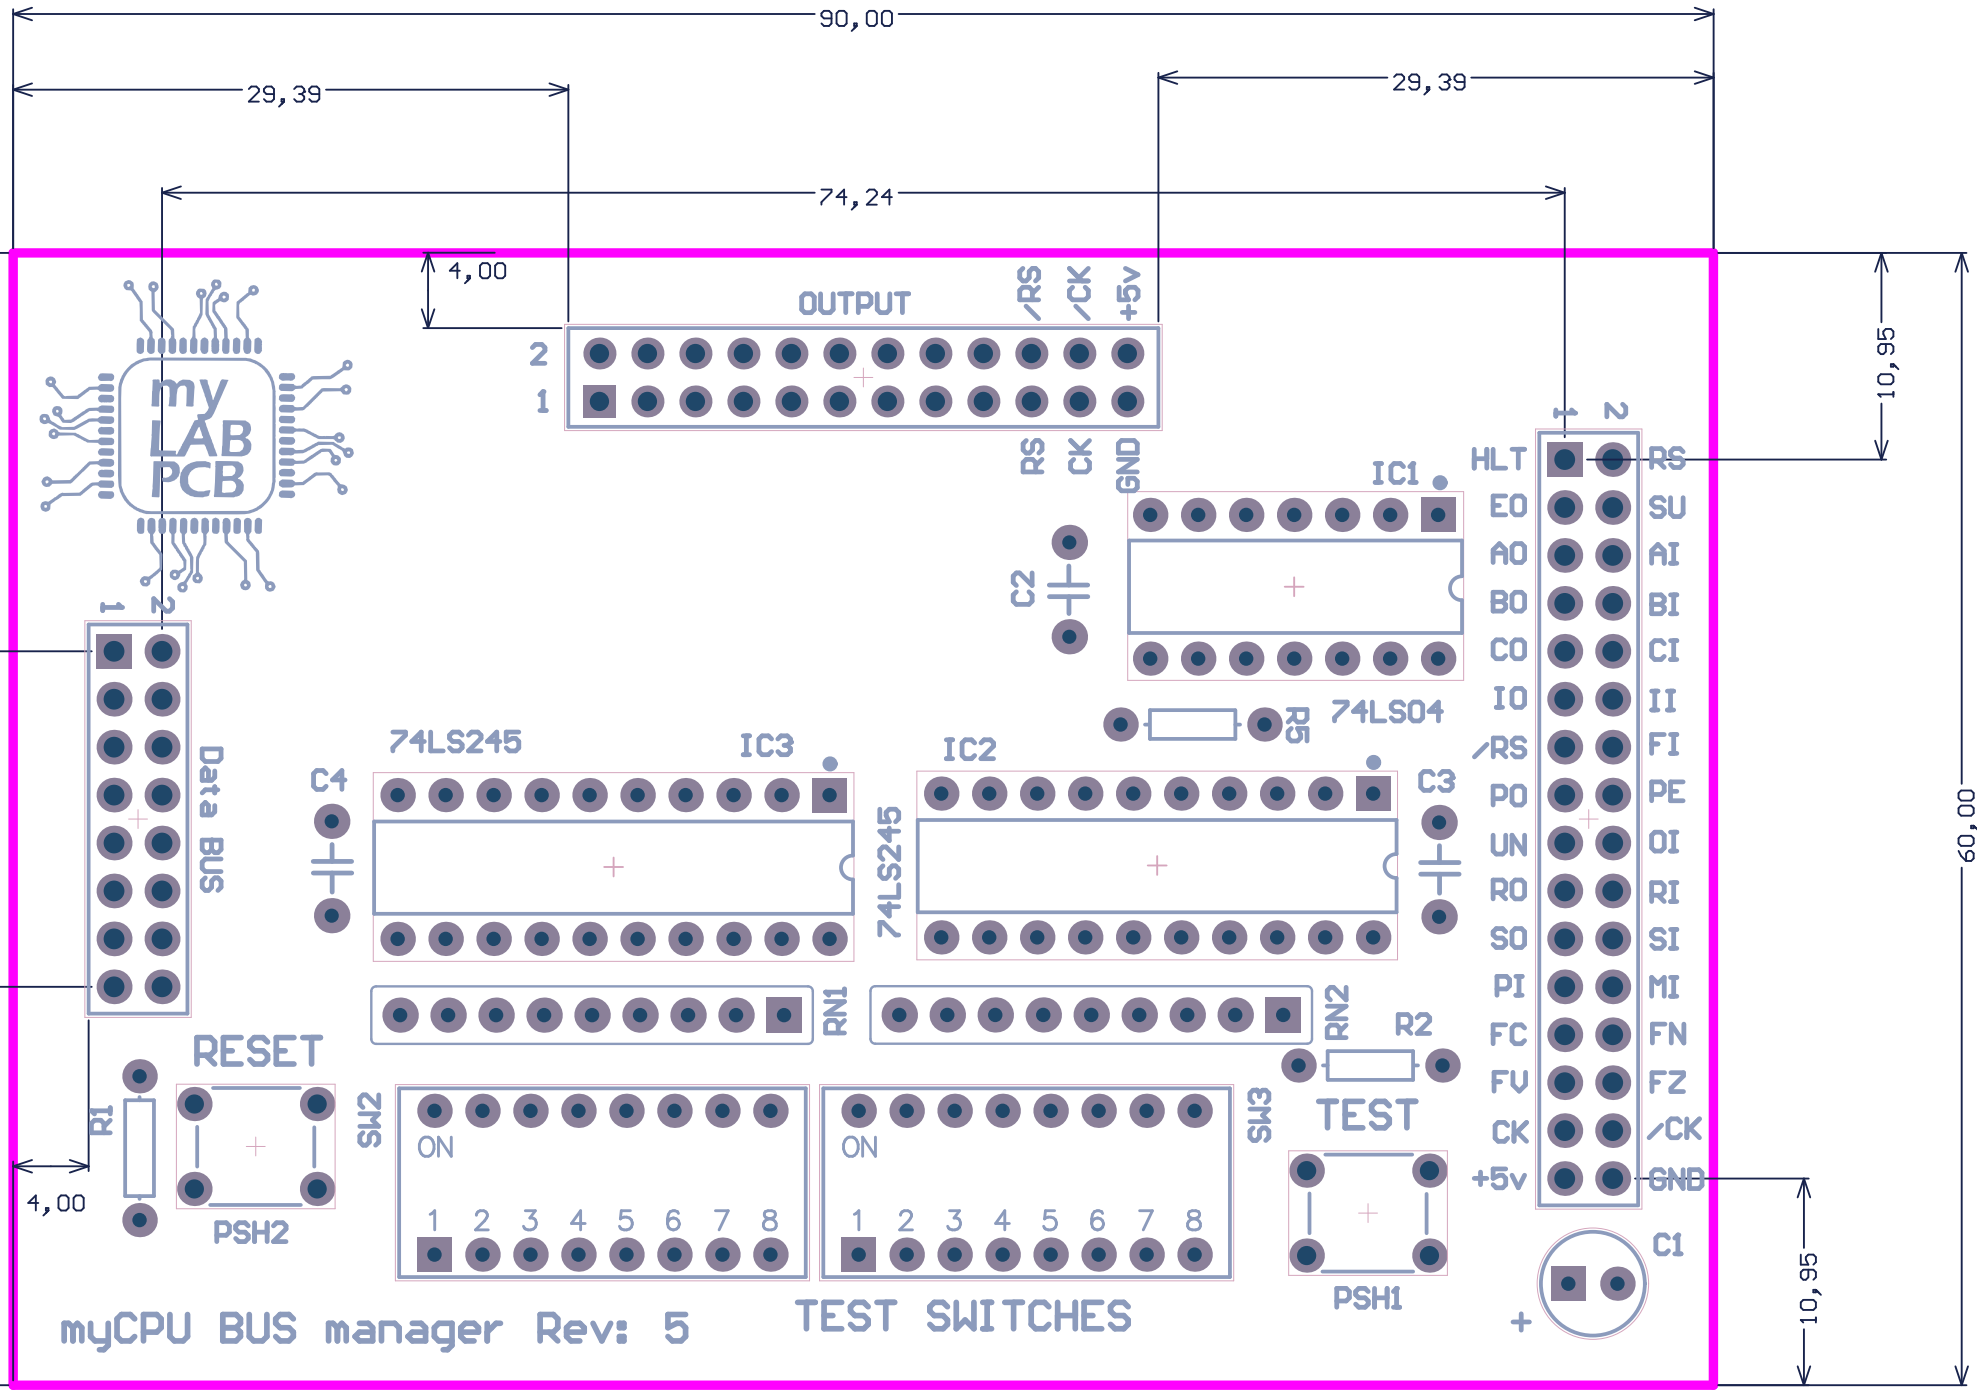 90,00
29,39
29,39
74,24
4,00
OUTPUT
/RS
/CK
+5v
2
1
RS
CK
GND
my
LAB
PCB
10,95
1
2
HLT
RS
EO
SU
AO
AI
BO
BI
CO
CI
IO
II
/RS
FI
PO
PE
UN
OI
RO
RI
SO
SI
PI
MI
FC
FN
FV
FZ
CK
/CK
+5v
GND
IC1
C2
74LS04
R5
1
2
Data BUS
74LS245
IC3
C4
IC2
74LS245
C3
60,00
RN1
RN2
R2
RESET
R1
PSH2
4,00
SW2
ON
1 2 3 4 5 6 7 8
SW3
ON
1 2 3 4 5 6 7 8
TEST
PSH1
C1
+
10,95
myCPU BUS manager Rev: 5
TEST SWITCHES